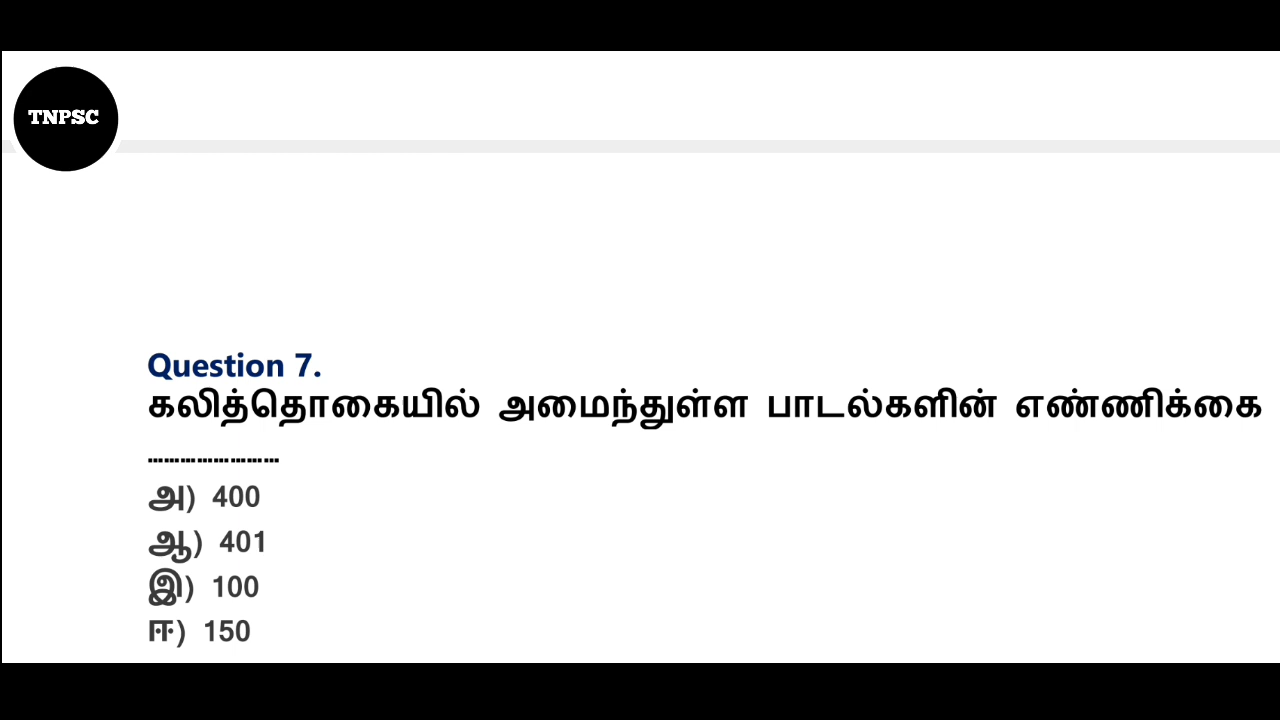 TNPSC
Question 7.
கலித்தொகையில் அமைந்துள்ள பாடல்களின் எண்ணிக்கை
........................
அ) 400
ஆ) 401
இ) 100
ஈ) 150